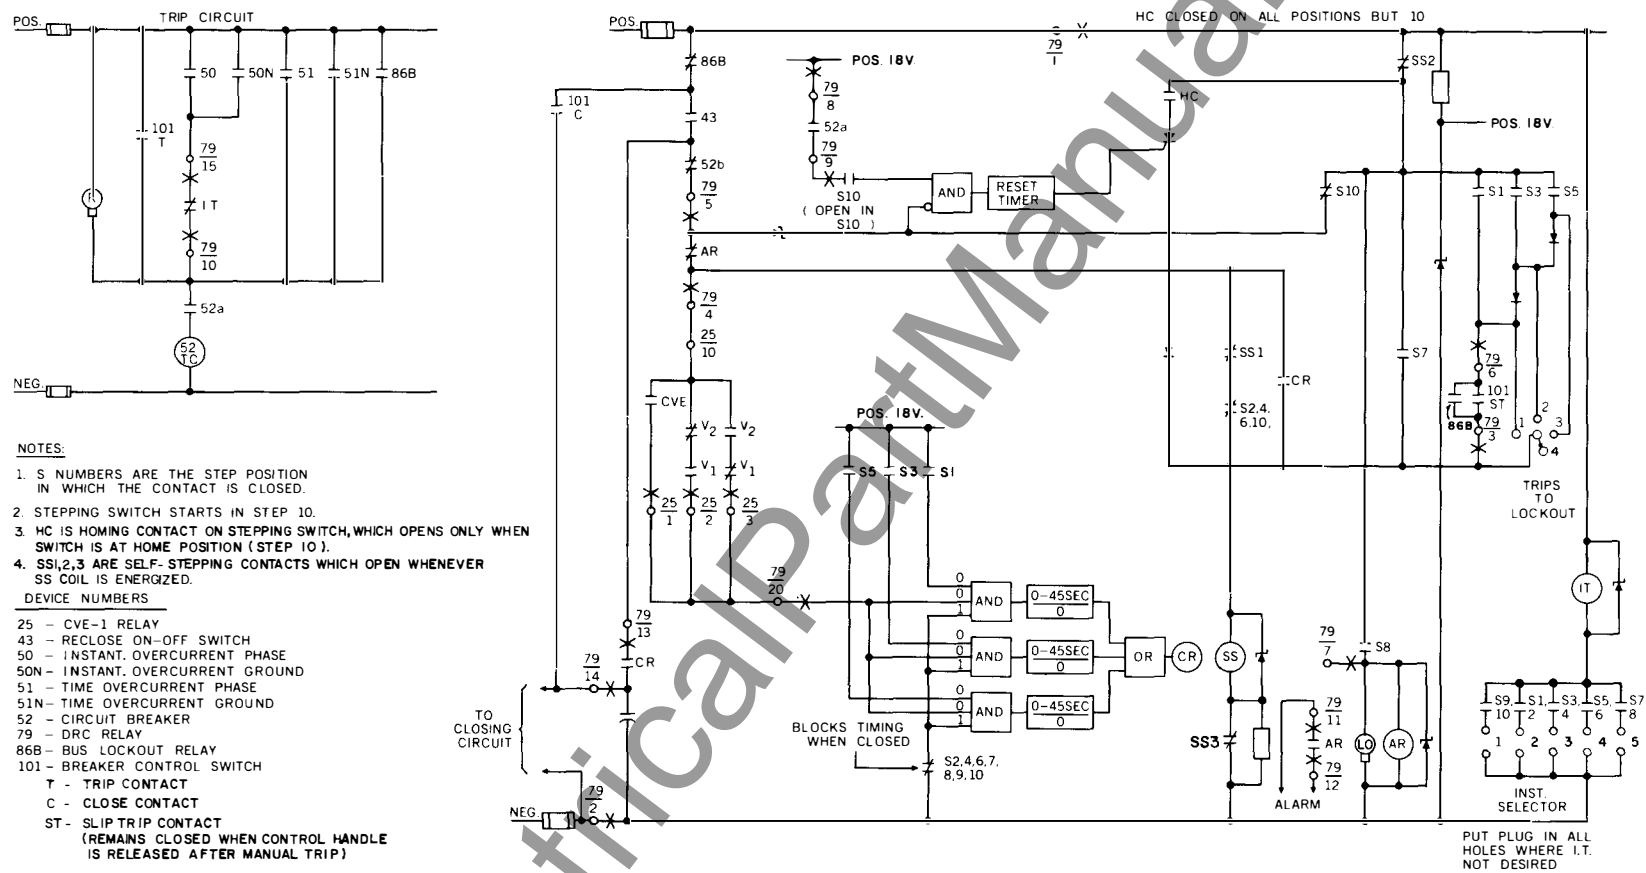 TRIP CIRCUIT
POS.
50
50N
51
51N
86B
101
T
79
15
R
IT
79
10
52a
52
TC
NEG.
NOTES:
1. S NUMBERS ARE THE STEP POSITION
IN WHICH THE CONTACT IS CLOSED.
2. STEPPING SWITCH STARTS IN STEP 10.
3. HC IS HOMING CONTACT ON STEPPING SWITCH, WHICH OPENS ONLY WHEN
SWITCH IS AT HOME POSITION (STEP 10).
4. SS1,2,3 ARE SELF-STEPPING CONTACTS WHICH OPEN WHENEVER
SS COIL IS ENERGIZED.
DEVICE NUMBERS
25 - CVE-1 RELAY
43 - RECLOSE ON-OFF SWITCH
50 - INSTANT. OVERCURRENT PHASE
50N - INSTANT. OVERCURRENT GROUND
51 - TIME OVERCURRENT PHASE
51N - TIME OVERCURRENT GROUND
52 - CIRCUIT BREAKER
79 - DRC RELAY
86B - BUS LOCKOUT RELAY
101 - BREAKER CONTROL SWITCH
T - TRIP CONTACT
C - CLOSE CONTACT
ST - SLIP TRIP CONTACT
(REMAINS CLOSED WHEN CONTROL HANDLE
IS RELEASED AFTER MANUAL TRIP)
POS.
86B
101
C
43
52b
79
5
AR
79
4
25
10
CVE
V2
V2
V1
V1
25
1
25
2
25
3
79
20
79
13
CR
79
14
TO
CLOSING
CIRCUIT
79
2
NEG.
POS. 18V.
79
8
52a
79
9
S10
( OPEN IN
S10 )
AND
RESET
TIMER
79
1
HC CLOSED ON ALL POSITIONS BUT 10
SS2
HC
POS. 18V.
S10
S1
S3
S5
SS1
CR
S7
S2,4,
6,10,
79
6
101
ST
86B
79
3
1
2
3
4
TRIPS
TO
LOCKOUT
POS. 18V.
S5
S3
S1
0
0
1
AND
0-45SEC
0
0
0
1
AND
0-45SEC
0
0
0
1
AND
0-45SEC
0
OR
CR
BLOCKS TIMING
WHEN CLOSED
S2,4,6,7,
8,9,10
SS
SS3
79
11
AR
79
12
ALARM
79
7
S8
LO
AR
IT
S9,
10
S1,
2
S3,
4
S5,
6
S7
8
1
2
3
4
5
INST.
SELECTOR
PUT PLUG IN ALL
HOLES WHERE I.T.
NOT DESIRED
tricalPartManua